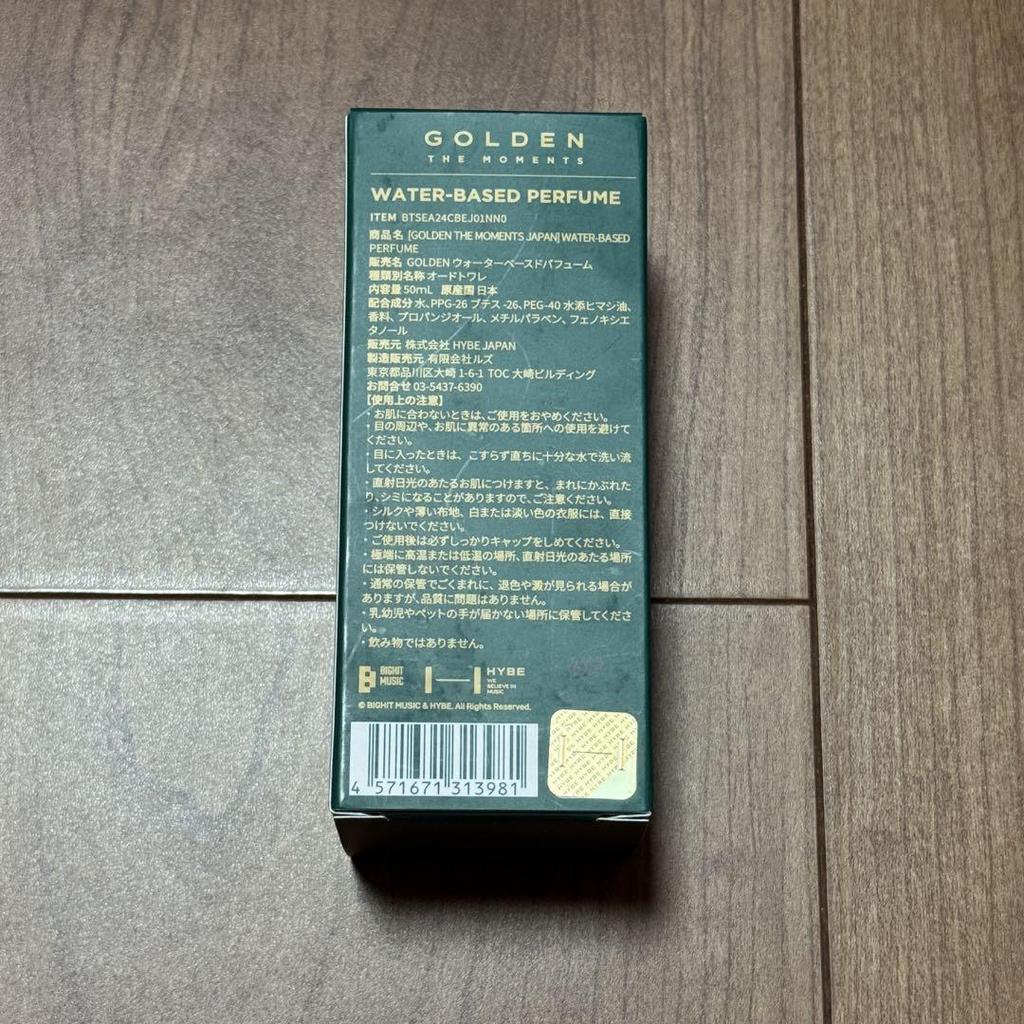 GOLDEN
THE MOMENTS
WATER-BASED PERFUME
ITEM BTSEA24CBEJ01NN0
商品名 [GOLDEN THE MOMENTS JAPAN] WATER-BASED
PERFUME
販売名 GOLDEN ウォーターベースドパフューム
種類別名称 オードトワレ
内容量 50mL 原産国 日本
配合成分 水、PPG-26 ブテス -26、PEG-40 水添ヒマシ油、
香料、プロパンジオール、メチルパラベン、フェノキシエ
タノール
販売元 株式会社 HYBE JAPAN
製造販売元 有限会社ルズ
東京都品川区大崎 1-6-1 TOC 大崎ビルディング
お問合せ 03-5437-6390
【使用上の注意】
・お肌に合わないときは、ご使用をおやめください。
・目の周辺や、お肌に異常のある箇所への使用を避けて
ください。
・目に入ったときは、こすらず直ちに十分な水で洗い流
してください。
・直射日光のあたるお肌につけますと、まれにかぶれた
り、シミになることがありますので、ご注意ください。
・シルクや薄い布地、白または淡い色の衣服には、直接
つけないでください。
・ご使用後は必ずしっかりキャップをしめてください。
・極端に高温または低温の場所、直射日光のあたる場所
には保管しないでください。
・通常の保管でごくまれに、退色や澱が見られる場合が
ありますが、品質に問題はありません。
・乳幼児やペットの手が届かない場所に保管してくださ
い。
・飲み物ではありません。
BIGHIT
MUSIC
HYBE
WE
BELIEVE IN
MUSIC
© BIGHIT MUSIC & HYBE. All Rights Reserved.
4 571671 313981